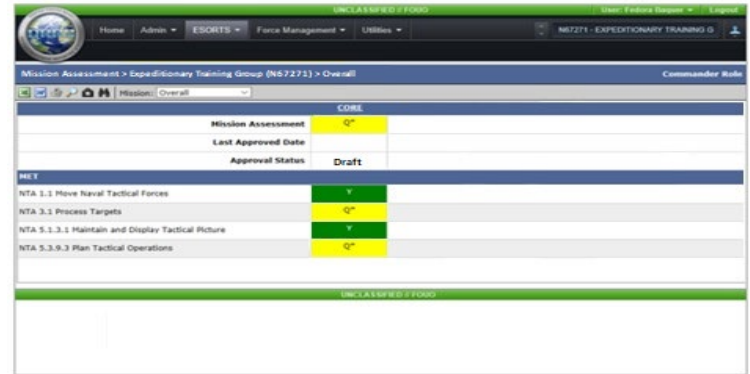 UNCLASSIFIED // FOUO
User: Fedora Baquer Logout
Home Admin ESORTS Force Management Utilities N67271 - EXPEDITIONARY TRAINING G
Mission Assessment > Expeditionary Training Group (N67271) > Overall Commander Role
Mission: Overall
CORE
Mission Assessment Q"
Last Approved Date
Approval Status Draft
MET
NTA 1.1 Move Naval Tactical Forces Y
NTA 3.1 Process Targets Q"
NTA 5.1.3.1 Maintain and Display Tactical Picture Y
NTA 5.3.9.3 Plan Tactical Operations Q"
UNCLASSIFIED // FOUO